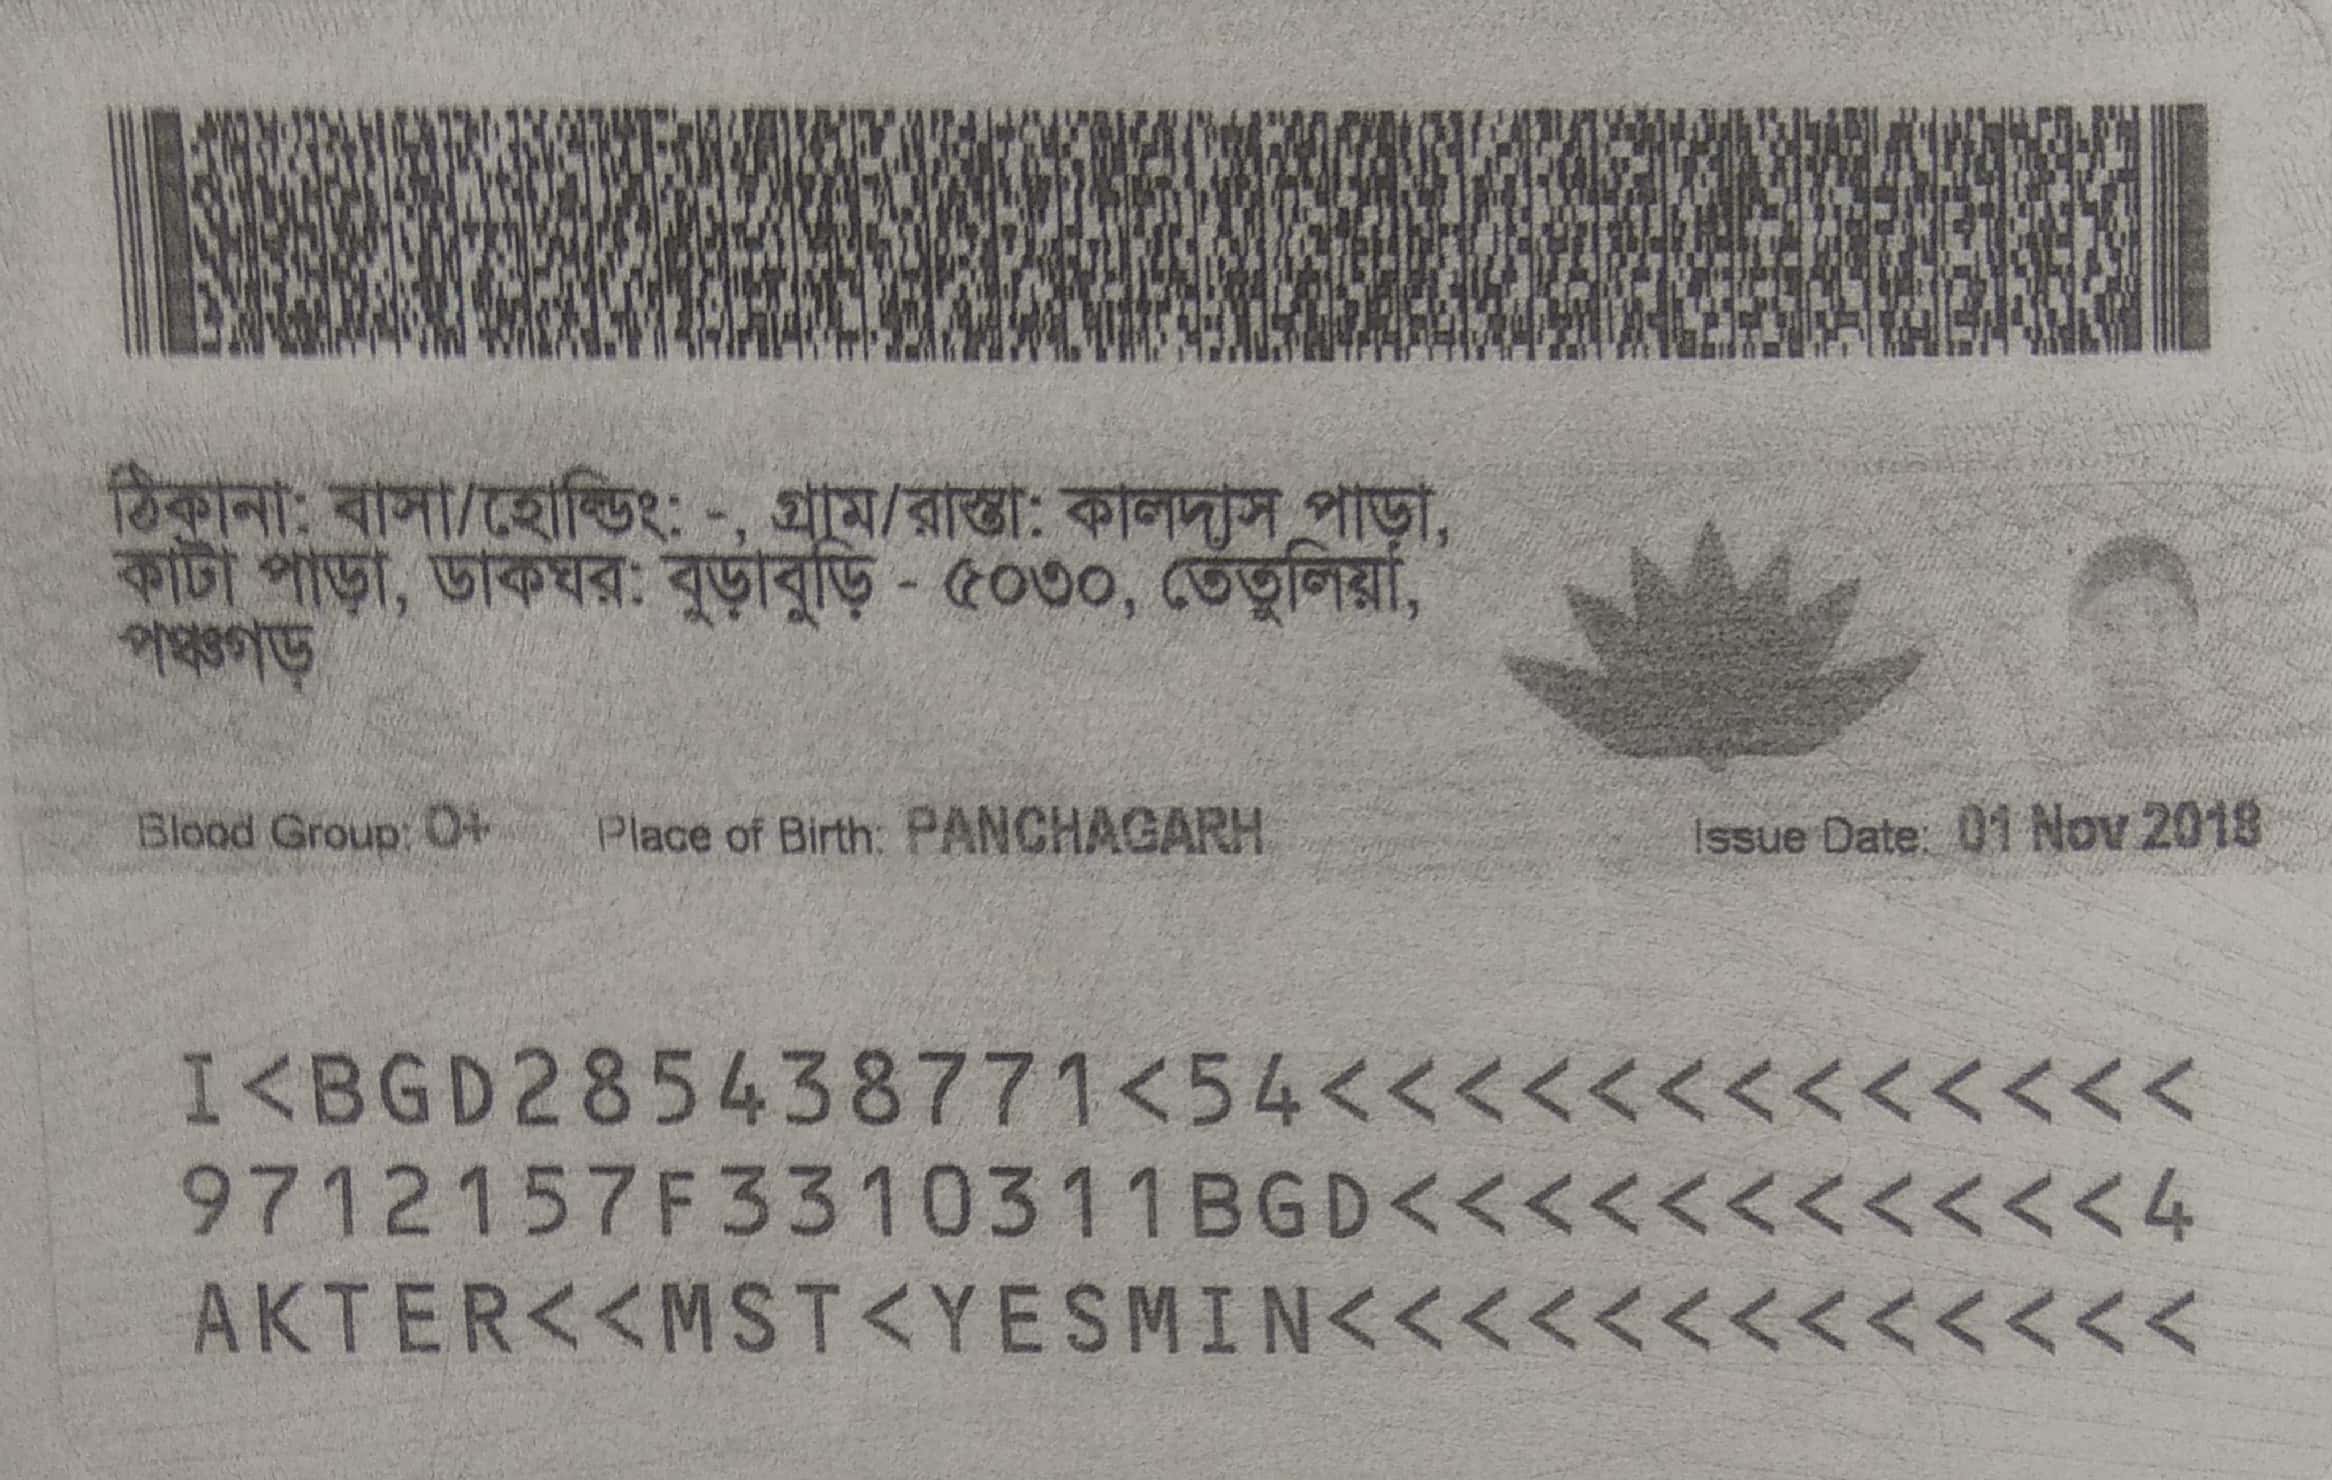 ঠিকানা: বাসা/হোল্ডিং: -, গ্রাম/রাস্তা: কালদাস পাড়া,
কাটা পাড়া, ডাকঘর: বুড়াবুড়ি - ৫০৩০, তেঁতুলিয়া,
পঞ্চগড়
Blood Group: O+ Place of Birth: PANCHAGARH Issue Date: 01 Nov 2018
I<BGD285438771<54<<<<<<<<<<<<<
9712157F3310311BGD<<<<<<<<<<<4
AKTER<<MST<YESMIN<<<<<<<<<<<<<